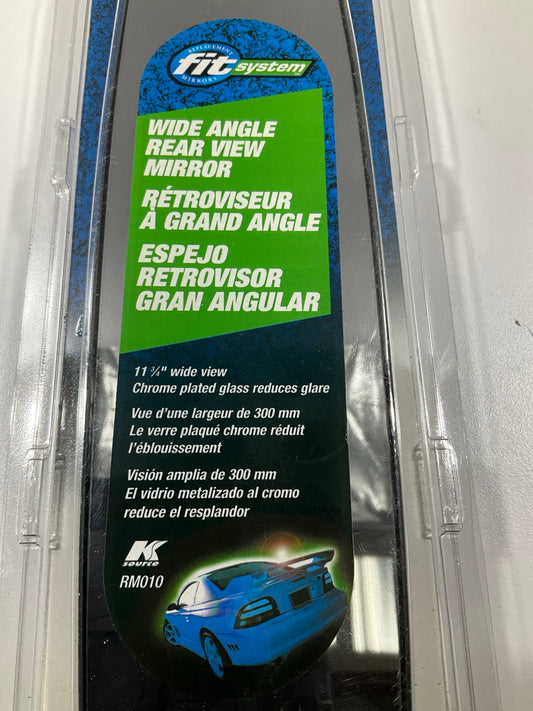 REPLACEMENT
fit system
MIRRORS
WIDE ANGLE
REAR VIEW
MIRROR
RÉTROVISEUR
À GRAND ANGLE
ESPEJO
RETROVISOR
GRAN ANGULAR
11 ¾" wide view
Chrome plated glass reduces glare
Vue d'une largeur de 300 mm
Le verre plaqué chrome réduit
l'éblouissement
Visión amplia de 300 mm
El vidrio metalizado al cromo
reduce el resplandor
K
source
RM010